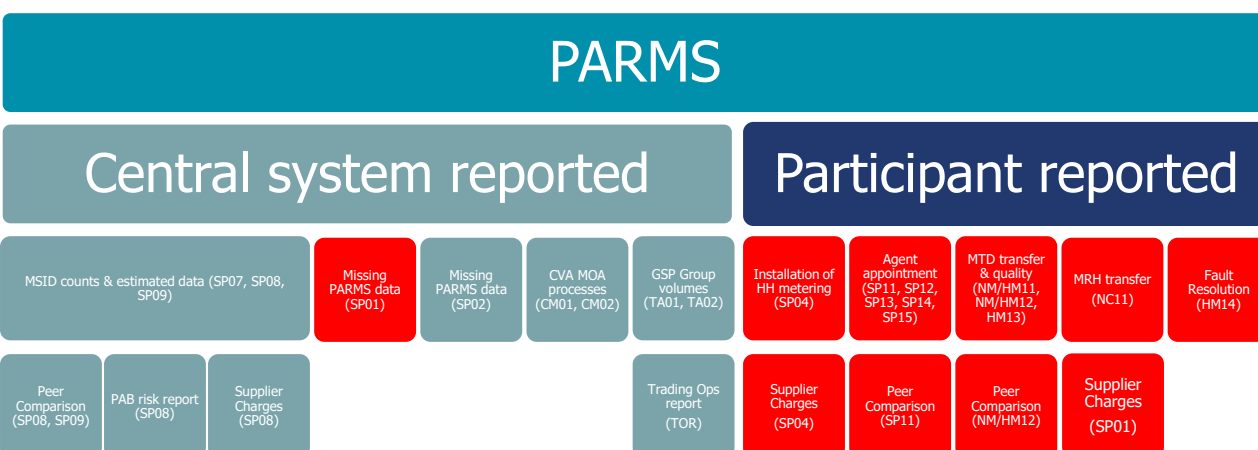 PARMS
Central system reported
Participant reported
MSID counts & estimated data (SP07, SP08,
SP09)
Missing
PARMS data
(SP01)
Missing
PARMS data
(SP02)
CVA MOA
processes
(CM01, CM02)
GSP Group
volumes
(TA01, TA02)
Installation of
HH metering
(SP04)
Agent
appointment
(SP11, SP12,
SP13, SP14,
SP15)
MTD transfer
& quality
(NM/HM11,
NM/HM12,
HM13)
MRH transfer
(NC11)
Fault
Resolution
(HM14)
Peer
Comparison
(SP08, SP09)
PAB risk report
(SP08)
Supplier
Charges
(SP08)
Trading Ops
report
(TOR)
Supplier
Charges
(SP04)
Peer
Comparison
(SP11)
Peer
Comparison
(NM/HM12)
Supplier
Charges
(SP01)